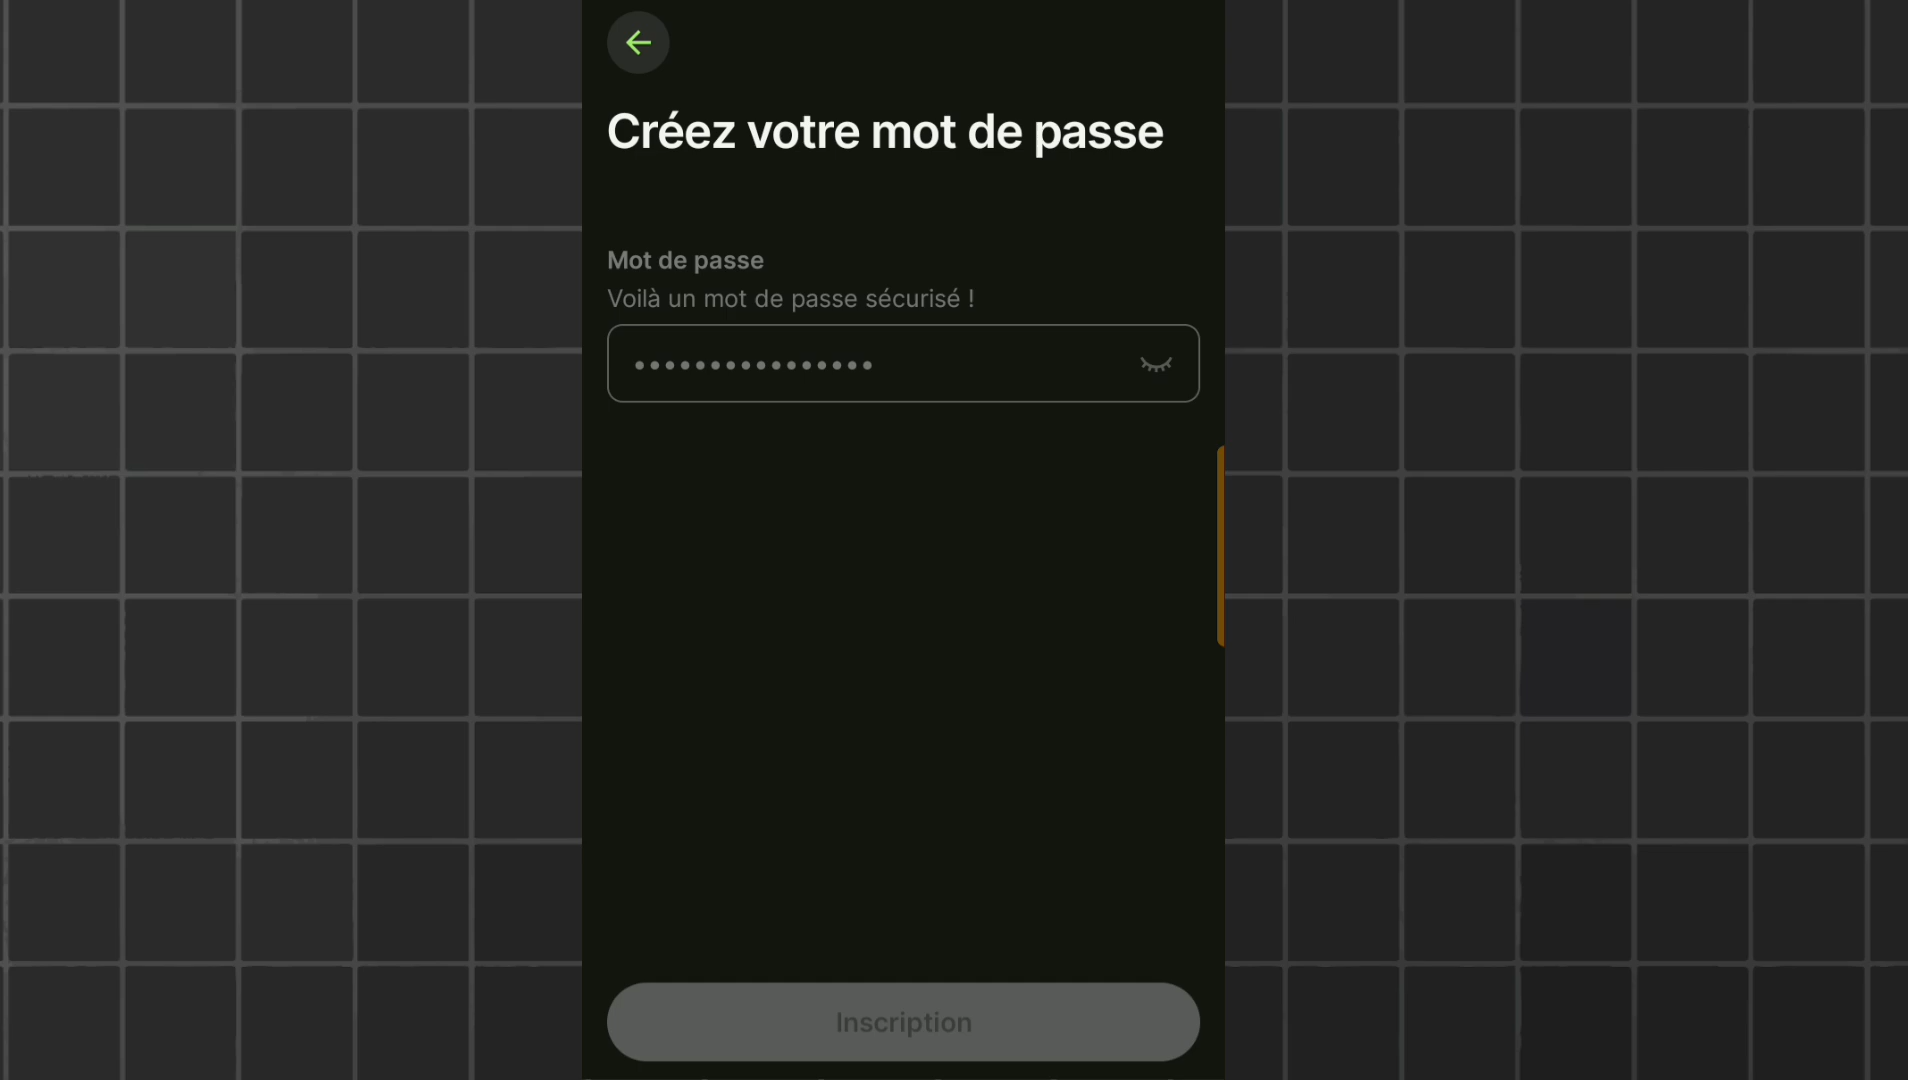 Créez votre mot de passe
Mot de passe
Voilà un mot de passe sécurisé !
Inscription